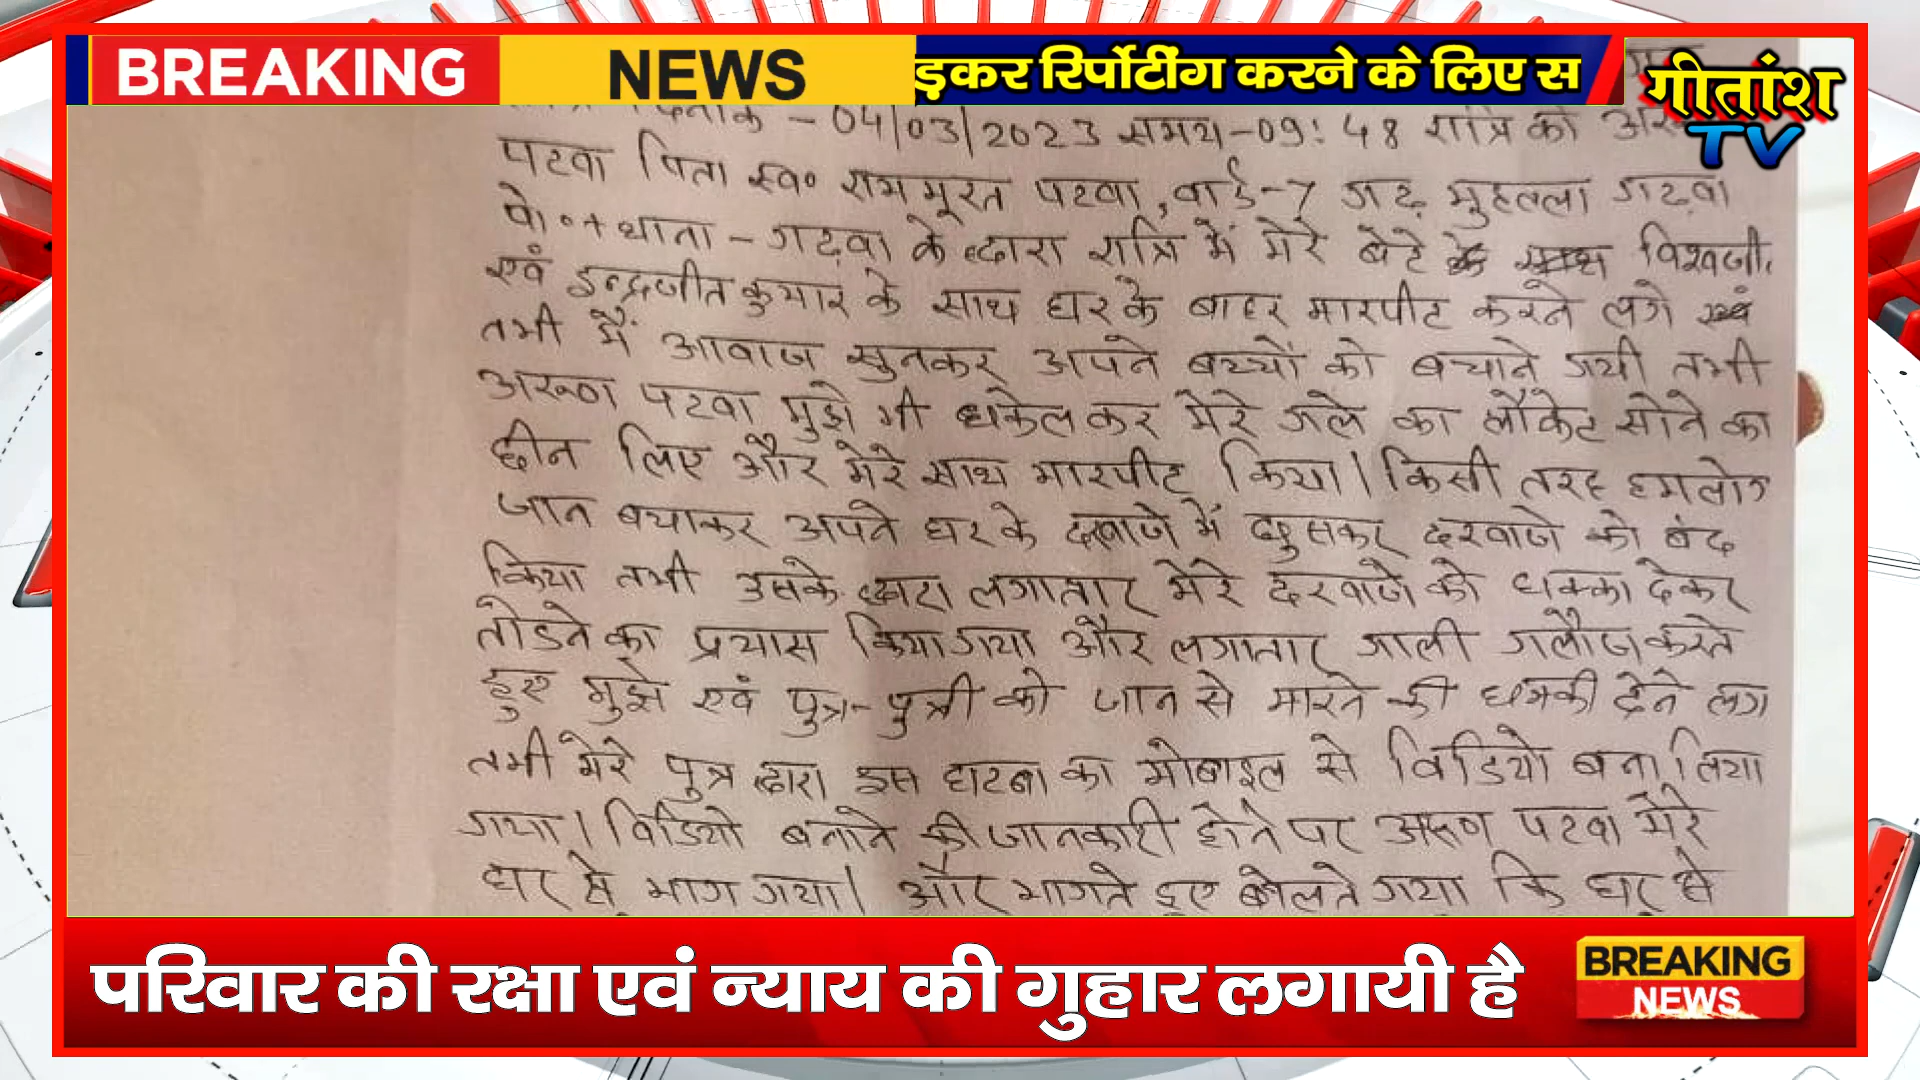 BREAKING NEWS
ड़कर रिर्पोटींग करने के लिए स
गीतांश
TV
दिनांक - 04/03/2023 समय-09:48 रात्रि को
पटवा पिता स्व० राममूरत पटवा, वार्ड-7 गढ़ मुहल्ला गढ़वा
पो०+थाना - गढ़वा के द्वारा रात्रि में मेरे बेटे विश्वजी
एवं इन्द्रजीत कुमार के साथ घर के बाहर मारपीट करने लगे
तभी मैं आवाज सुनकर अपने बच्चों को बचाने गयी तभी
अरूण पटवा मुझे भी धकेल कर मेरे गले का लॉकेट सोने का
छीन लिए और मेरे साथ मारपीट किया। किसी तरह हमलोग
जान बचाकर अपने घर के दरवाजे में घुसकर दरवाजे को बंद
किया तभी उसके द्वारा लगातार मेरे दरवाजे को धक्का देकर
तोडने का प्रयास किया गया और लगातार गाली गलौज करते
हुए मुझे एवं पुत्र-पुत्री को जान से मारने की धमकी देने लगा
तभी मेरे पुत्र द्वारा इस घटना का मोबाइल से विडियो बना लिया
गया। विडियो बनाने की जानकारी होने पर अरूण पटवा मेरे
घर से भाग गया। और भागते हुए बोलते गया कि घर से
परिवार की रक्षा एवं न्याय की गुहार लगायी है
BREAKING
NEWS